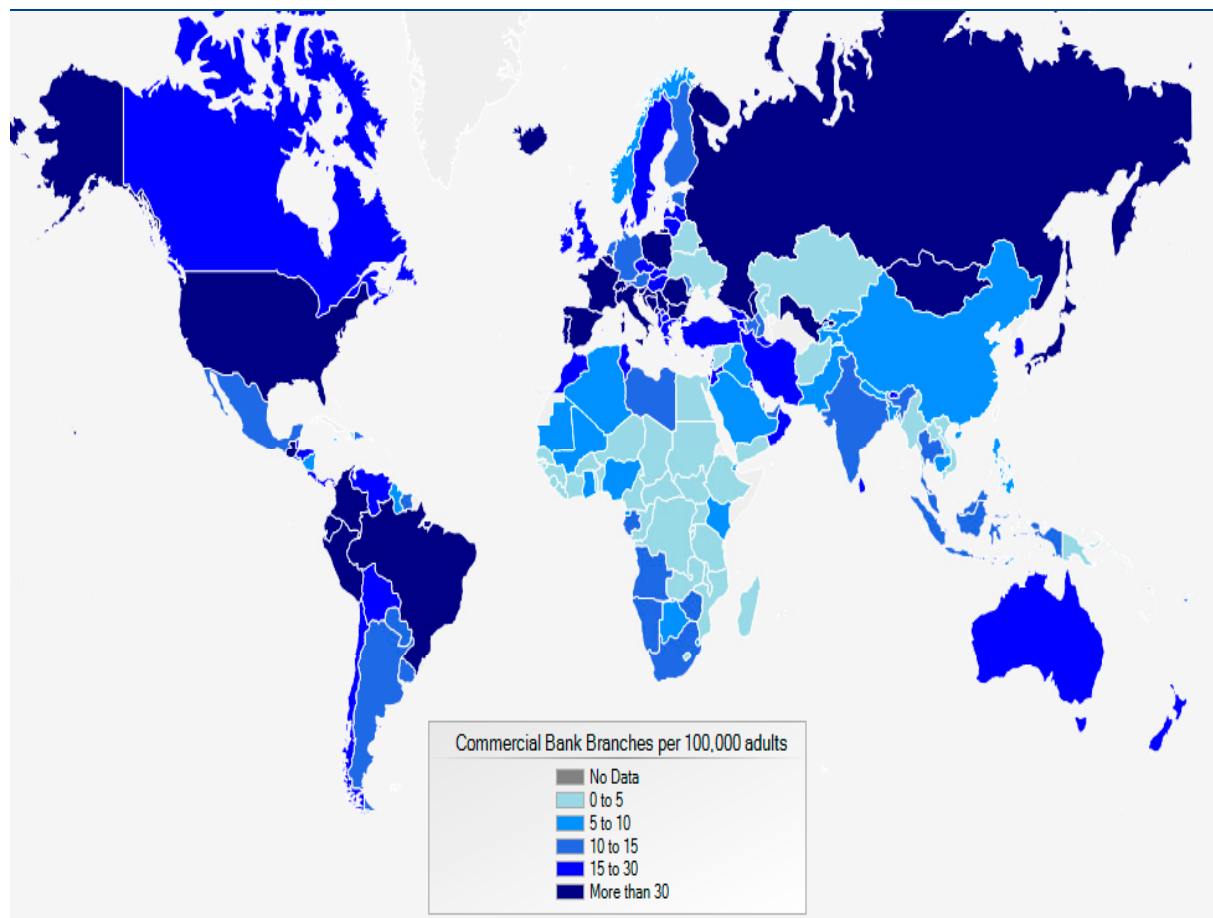 Commercial Bank Branches per 100,000 adults
No Data
0 to 5
5 to 10
10 to 15
15 to 30
More than 30